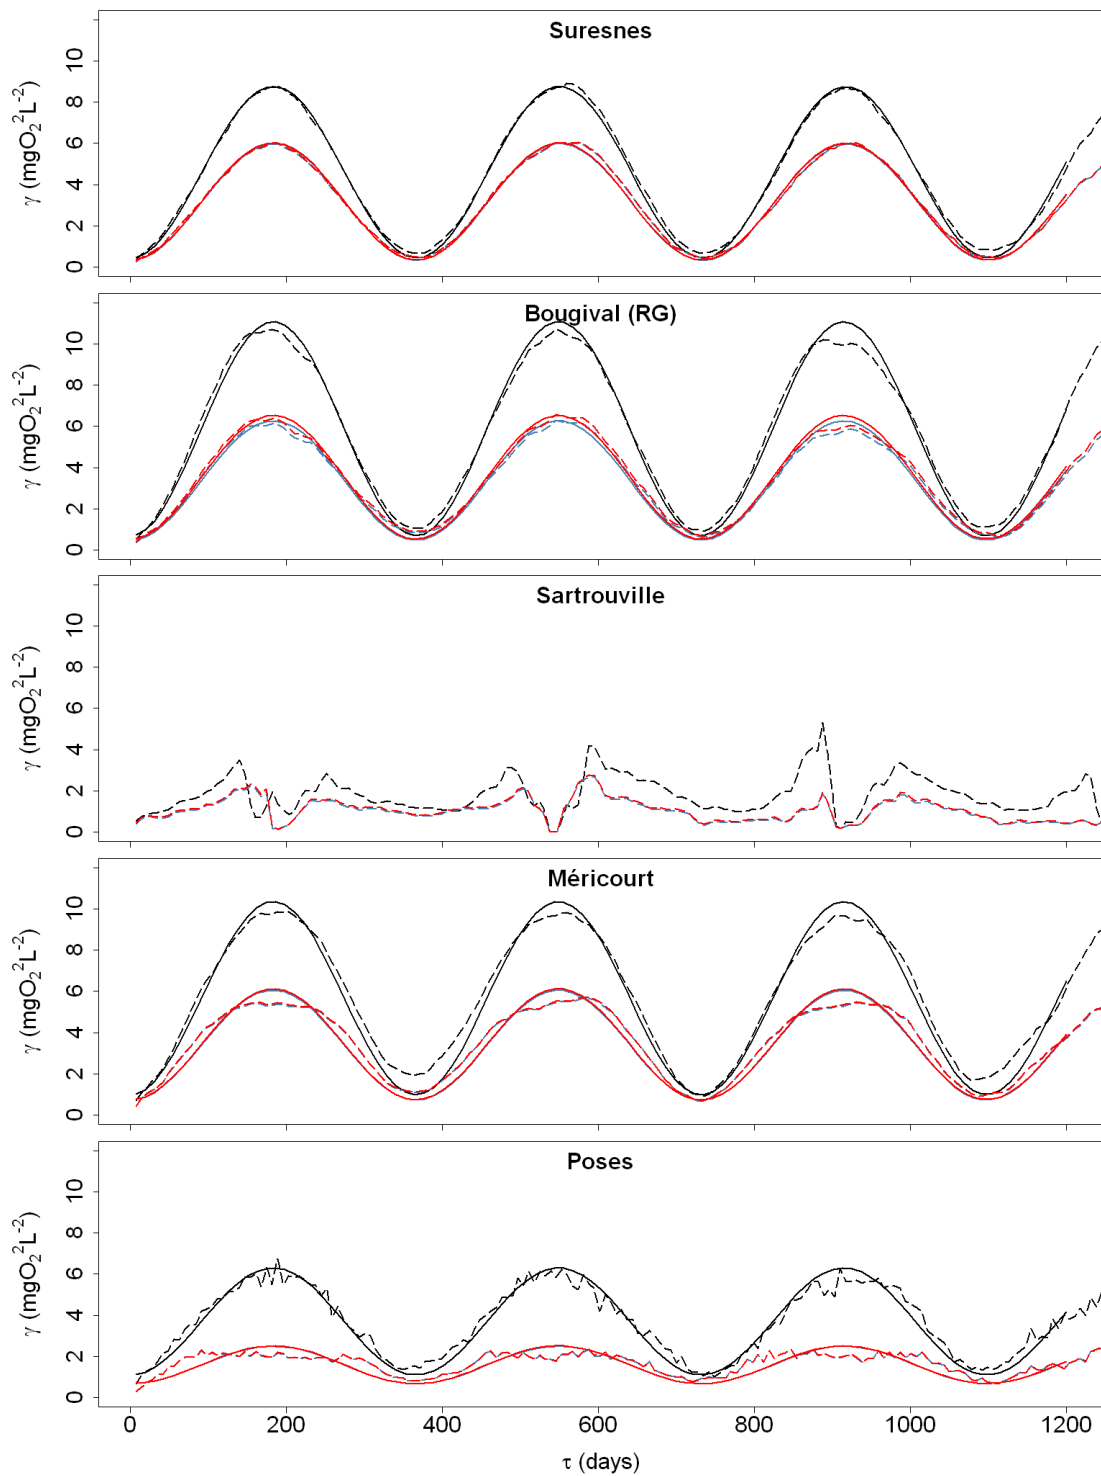 Suresnes
γ (mgO₂²L⁻²)
10
8
6
4
2
0
Bougival (RG)
γ (mgO₂²L⁻²)
10
8
6
4
2
0
Sartrouville
γ (mgO₂²L⁻²)
10
8
6
4
2
0
Méricourt
γ (mgO₂²L⁻²)
10
8
6
4
2
0
Poses
γ (mgO₂²L⁻²)
10
8
6
4
2
0
0 200 400 600 800 1000 1200
τ (days)